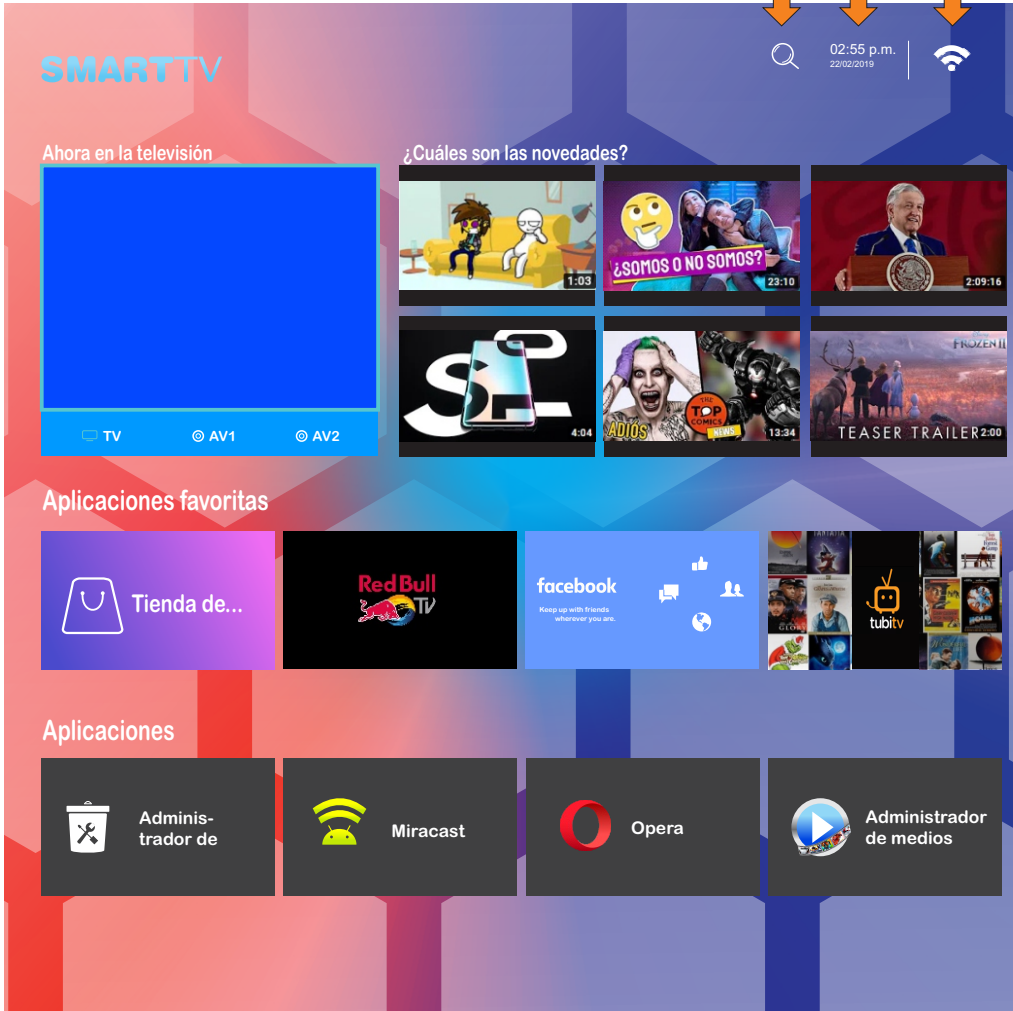 SMARTTV
02:55 p.m.
22/02/2019
Ahora en la televisión
¿Cuáles son las novedades?
1:03
¿SOMOS O NO SOMOS?
23:10
2:09:16
4:04
ADIÓS
THE
TOP
COMICS
NEWS
13:34
FROZEN II
TEASER TRAILER
2:00
TV
AV1
AV2
Aplicaciones favoritas
Tienda de...
Red Bull
TV
facebook
Keep up with friends
wherever you are.
GLORY
HOLES
tubitv
Aplicaciones
Adminis-
trador de
Miracast
Opera
Administrador
de medios